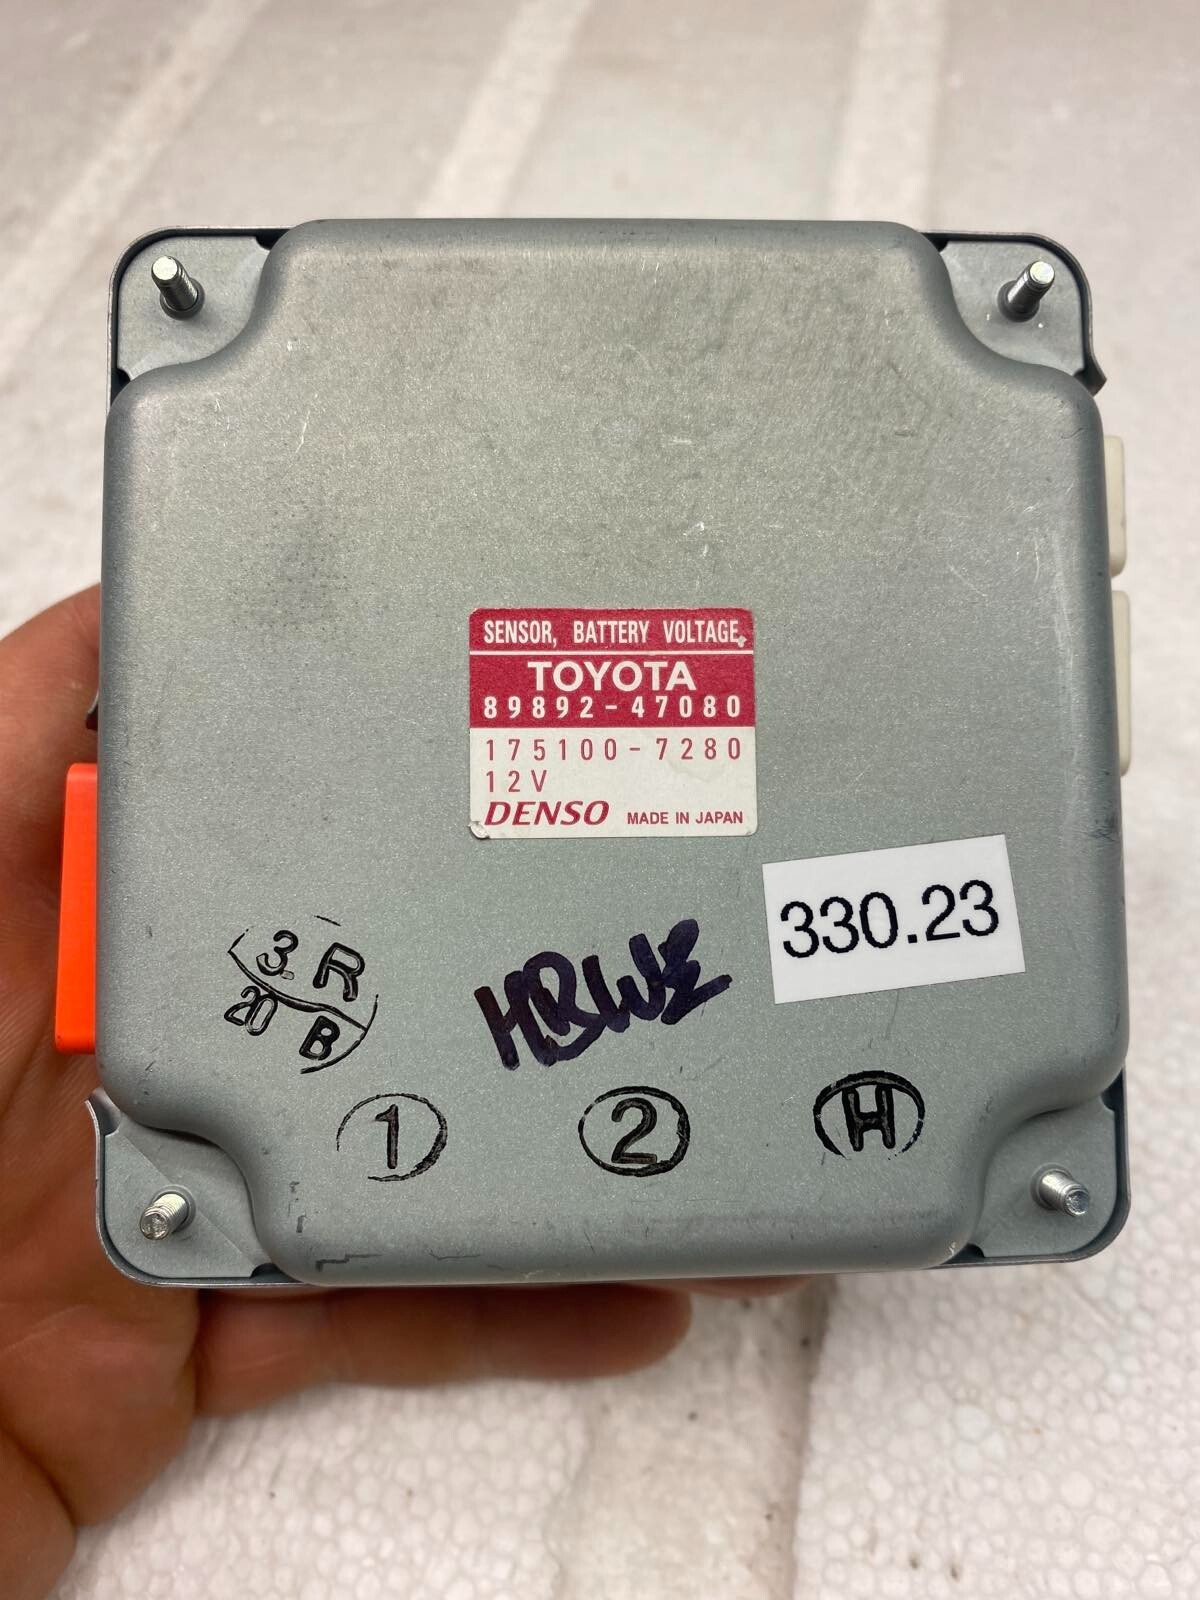 SENSOR, BATTERY VOLTAGE
TOYOTA
89892-47080
175100-7280
12V
DENSO MADE IN JAPAN
330.23
3. R
20 B
1 2 H